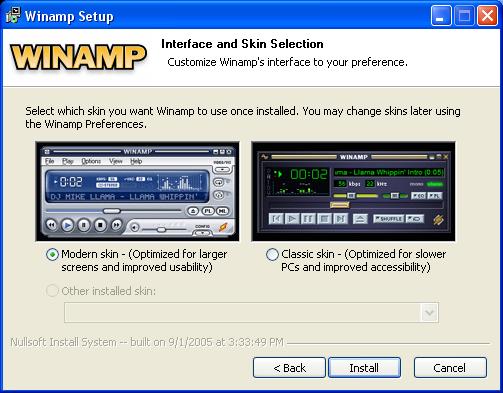 Winamp Setup
WINAMP
Interface and Skin Selection
Customize Winamp's interface to your preference.
Select which skin you want Winamp to use once installed. You may change skins later using
the Winamp Preferences.
WINAMP
File Play Options View Help
0:02
DJ MIKE LLAMA - LLAMA WHIPPIN'
PL ML
CONFIG
WINAMP
00:02
ama - Llama Whippin' Intro (0:05)
56 kbps 22 kHz
mono
EQ PL
SHUFFLE
Modern skin - (Optimized for larger
screens and improved usability)
Classic skin - (Optimized for slower
PCs and improved accessibility)
Other installed skin:
Nullsoft Install System -- built on 9/1/2005 at 3:33:49 PM
< Back
Install
Cancel